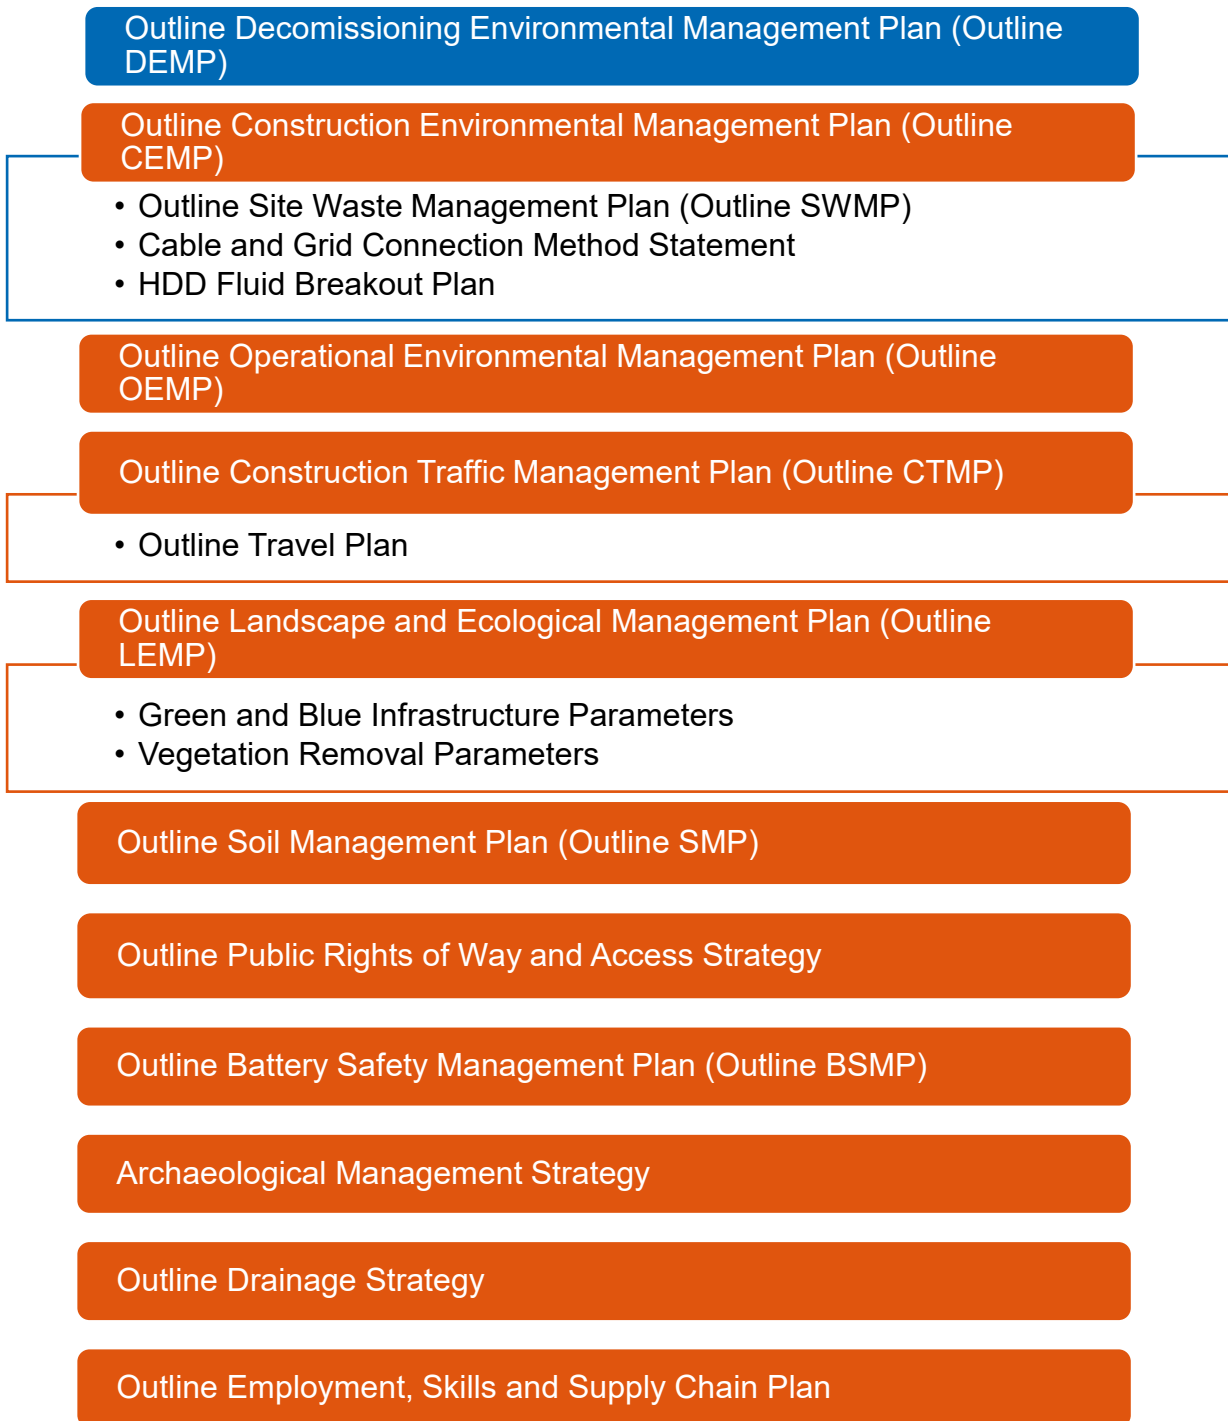 Outline Decomissioning Environmental Management Plan (Outline
DEMP)
Outline Construction Environmental Management Plan (Outline
CEMP)
• Outline Site Waste Management Plan (Outline SWMP)
• Cable and Grid Connection Method Statement
• HDD Fluid Breakout Plan
Outline Operational Environmental Management Plan (Outline
OEMP)
Outline Construction Traffic Management Plan (Outline CTMP)
• Outline Travel Plan
Outline Landscape and Ecological Management Plan (Outline
LEMP)
• Green and Blue Infrastructure Parameters
• Vegetation Removal Parameters
Outline Soil Management Plan (Outline SMP)
Outline Public Rights of Way and Access Strategy
Outline Battery Safety Management Plan (Outline BSMP)
Archaeological Management Strategy
Outline Drainage Strategy
Outline Employment, Skills and Supply Chain Plan